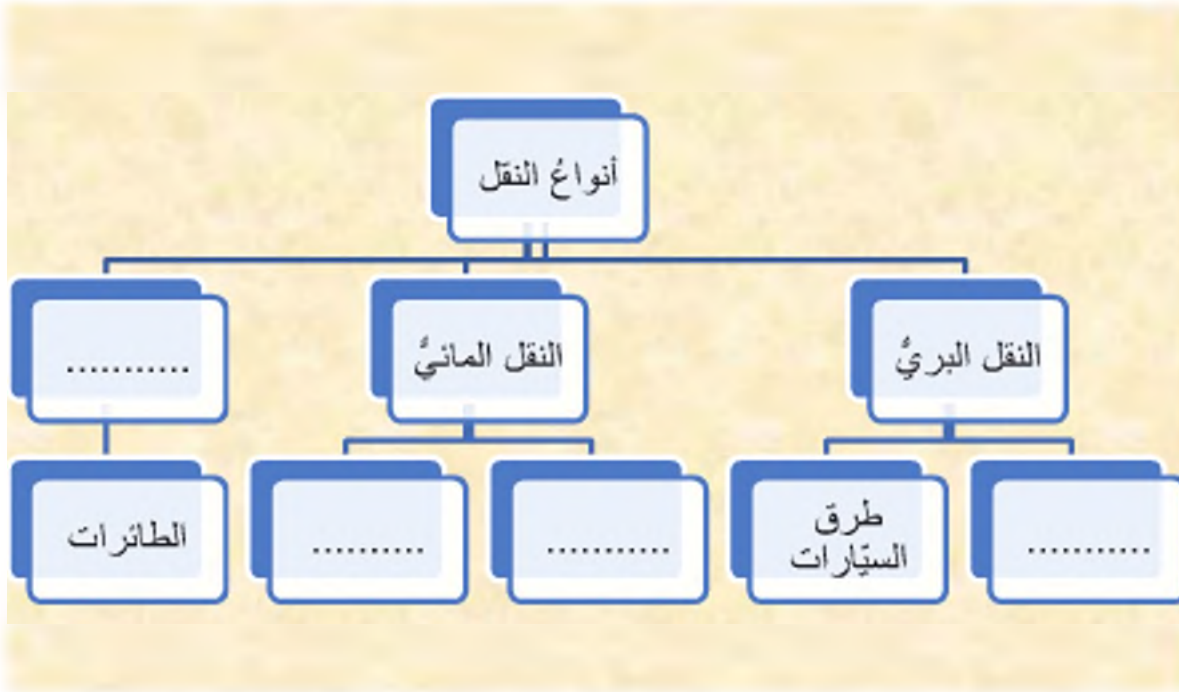 أنواعُ النقل
النقل البريُّ
النقل المائيُّ
...........
...........
طرق
السيّارات
...........
..........
الطائرات